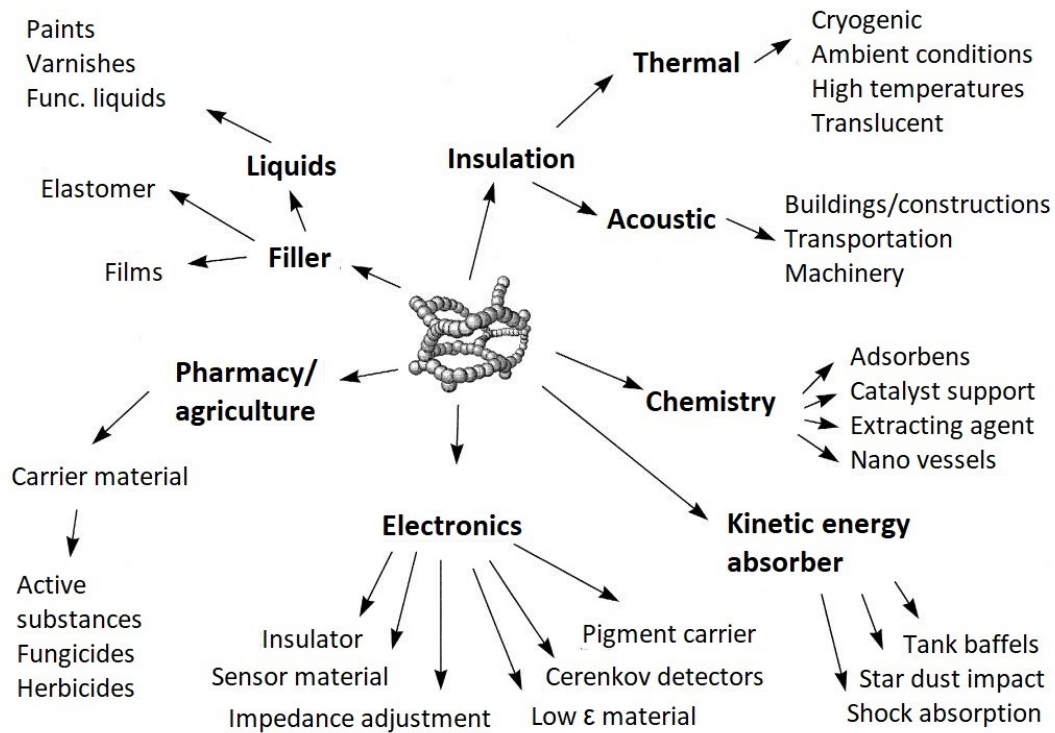 Paints
Varnishes
Func. liquids
Liquids
Elastomer
Filler
Films
Insulation
Thermal
Cryogenic
Ambient conditions
High temperatures
Translucent
Acoustic
Buildings/constructions
Transportation
Machinery
Pharmacy/
agriculture
Carrier material
Active
substances
Fungicides
Herbicides
Chemistry
Adsorbens
Catalyst support
Extracting agent
Nano vessels
Electronics
Insulator
Sensor material
Impedance adjustment
Pigment carrier
Cerenkov detectors
Low ε material
Kinetic energy
absorber
Tank baffels
Star dust impact
Shock absorption